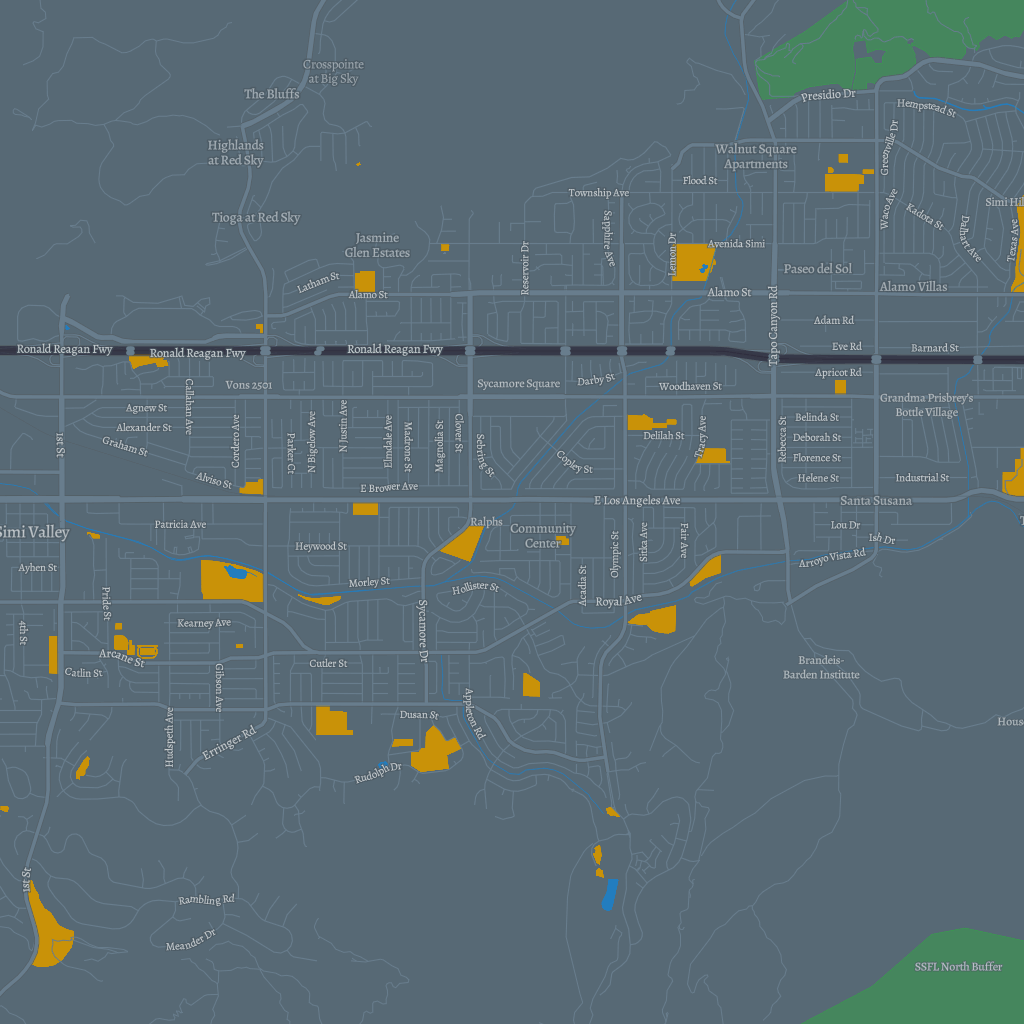 Crosspointe
at Big Sky
The Bluffs
Presidio Dr
Hempstead St
Highlands
at Red Sky
Walnut Square
Apartments
Greenville Dr
Flood St
Township Ave
Waco Ave
Kadota St
Simi Hil
Tioga at Red Sky
Sapphire Ave
Dalhart Ave
Texas Ave
Jasmine
Glen Estates
Lemon Dr
Avenida Simi
Reservoir Dr
Paseo del Sol
Latham St
Alamo St
Alamo St
Alamo Villas
Tapo Canyon Rd
Adam Rd
Ronald Reagan Fwy
Ronald Reagan Fwy
Ronald Reagan Fwy
Eve Rd
Barnard St
Apricot Rd
Vons 2501
Sycamore Square
Darby St
Woodhaven St
Grandma Prisbrey's
Bottle Village
Agnew St
Callahan Ave
Alexander St
Graham St
Cordero Ave
Parker Ct
N Bigelow Ave
N Justin Ave
Elmdale Ave
Madrone St
Magnolia St
Clover St
Sebring St
Copley St
Delilah St
Tracy Ave
Rebecca St
Belinda St
Deborah St
Florence St
Helene St
Industrial St
1st St
Alviso St
E Brower Ave
E Los Angeles Ave
Santa Susana
Simi Valley
Patricia Ave
Ralphs
Community
Center
Olympic St
Sitka Ave
Fair Ave
Lou Dr
Ish Dr
Heywood St
Arroyo Vista Rd
Ayhen St
Morley St
Hollister St
Acadia St
Royal Ave
Pride St
4th St
Kearney Ave
Sycamore Dr
Arcane St
Cutler St
Catlin St
Gibson Ave
Brandeis-
Barden Institute
Hudspeth Ave
Erringer Rd
Dusan St
Appleton Rd
House
Rudolph Dr
1st St
Rambling Rd
Meander Dr
SSFL North Buffer